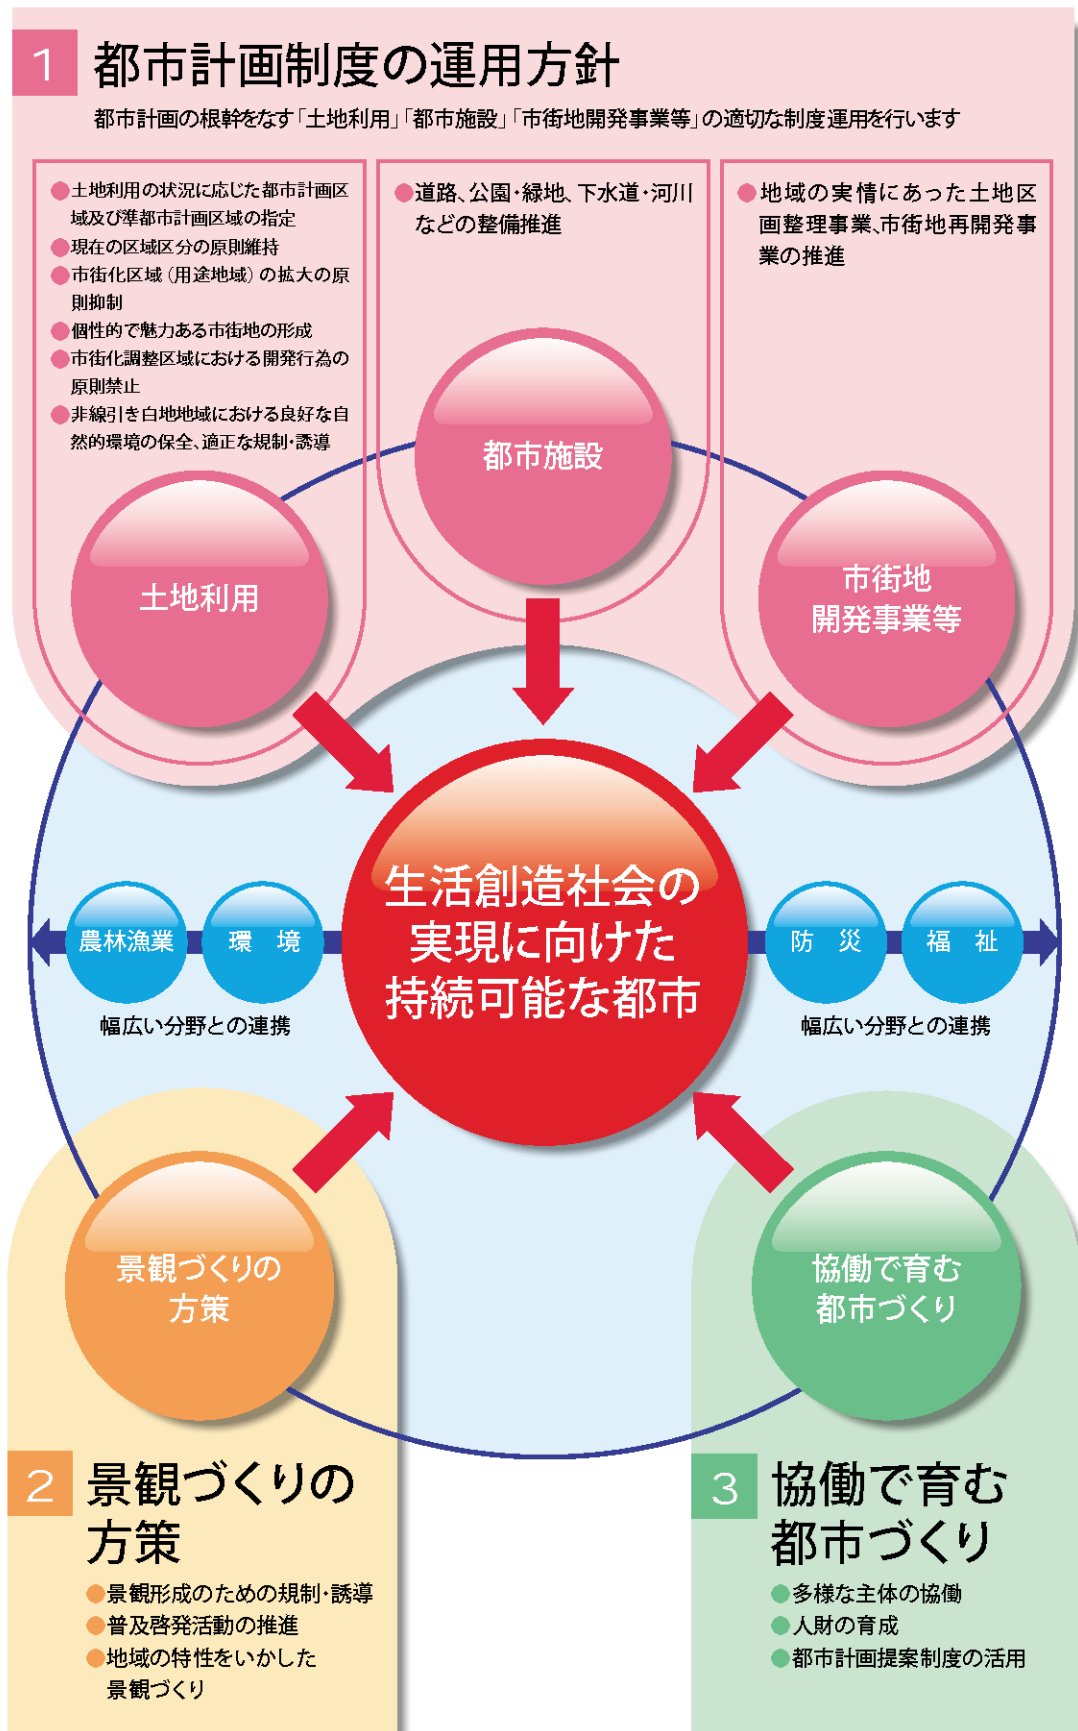 1 都市計画制度の運用方針
都市計画の根幹をなす「土地利用」「都市施設」「市街地開発事業等」の適切な制度運用を行います
●土地利用の状況に応じた都市計画区
域及び準都市計画区域の指定
●現在の区域区分の原則維持
●市街化区域（用途地域）の拡大の原
則抑制
●個性的で魅力ある市街地の形成
●市街化調整区域における開発行為の
原則禁止
●非線引き白地地域における良好な自
然的環境の保全、適正な規制・誘導
●道路、公園・緑地、下水道・河川
などの整備推進
●地域の実情にあった土地区
画整理事業、市街地再開発事
業の推進
都市施設
土地利用
市街地
開発事業等
生活創造社会の
実現に向けた
持続可能な都市
農林漁業
環　境
防　災
福　祉
幅広い分野との連携
幅広い分野との連携
景観づくりの
方策
協働で育む
都市づくり
2 景観づくりの
方策
●景観形成のための規制・誘導
●普及啓発活動の推進
●地域の特性をいかした
景観づくり
3 協働で育む
都市づくり
●多様な主体の協働
●人財の育成
●都市計画提案制度の活用